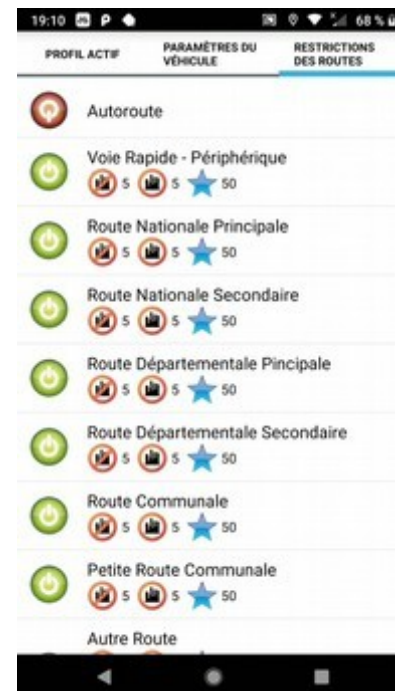 19:10 68 %
PROFIL ACTIF
PARAMÈTRES DU
VÉHICULE
RESTRICTIONS
DES ROUTES
Autoroute
Voie Rapide - Périphérique
5 5 50
Route Nationale Principale
5 5 50
Route Nationale Secondaire
5 5 50
Route Départementale Pincipale
5 5 50
Route Départementale Secondaire
5 5 50
Route Communale
5 5 50
Petite Route Communale
5 5 50
Autre Route